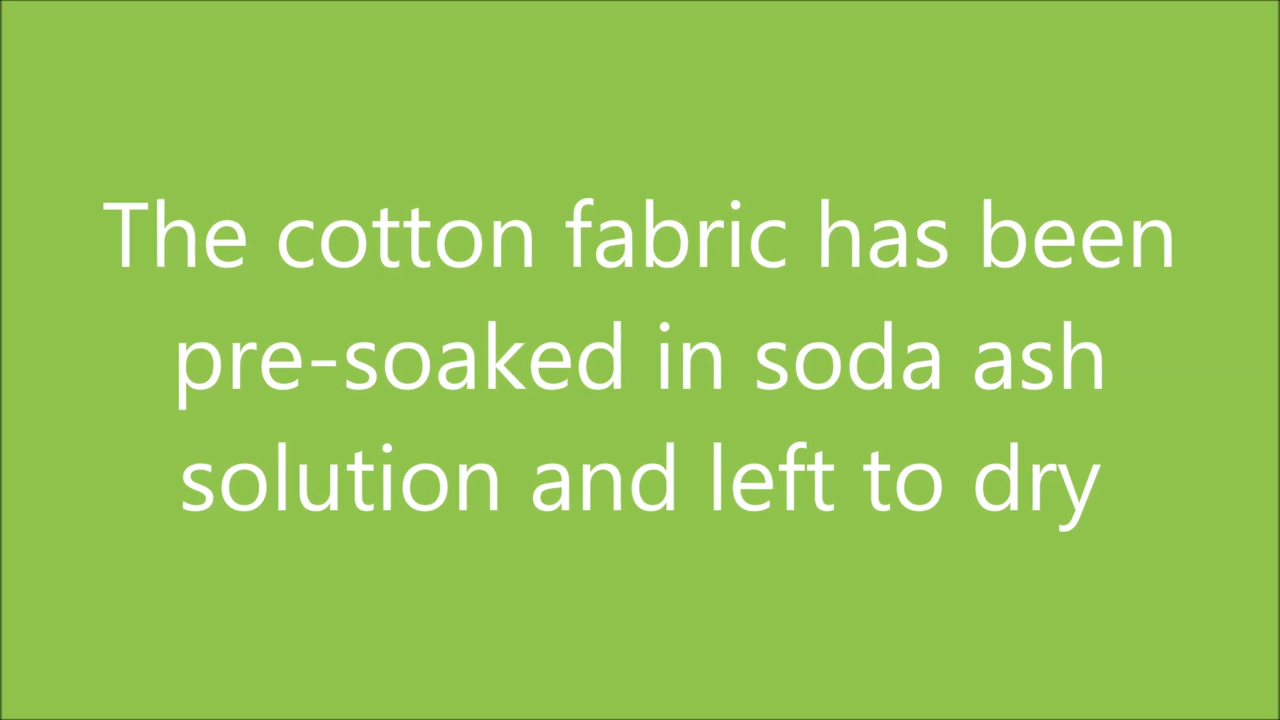 The cotton fabric has been
pre-soaked in soda ash
solution and left to dry